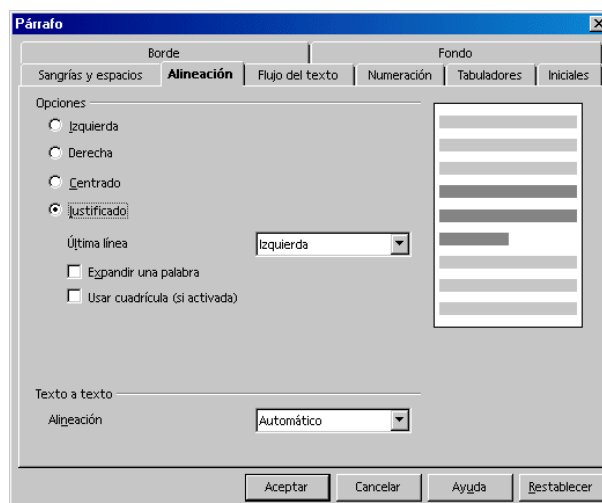 Párrafo
Borde Fondo
Sangrías y espacios Alineación Flujo del texto Numeración Tabuladores Iniciales
Opciones
Izquierda
Derecha
Centrado
Justificado
Última línea Izquierda
Expandir una palabra
Usar cuadrícula (si activada)
Texto a texto
Alineación Automático
Aceptar Cancelar Ayuda Restablecer